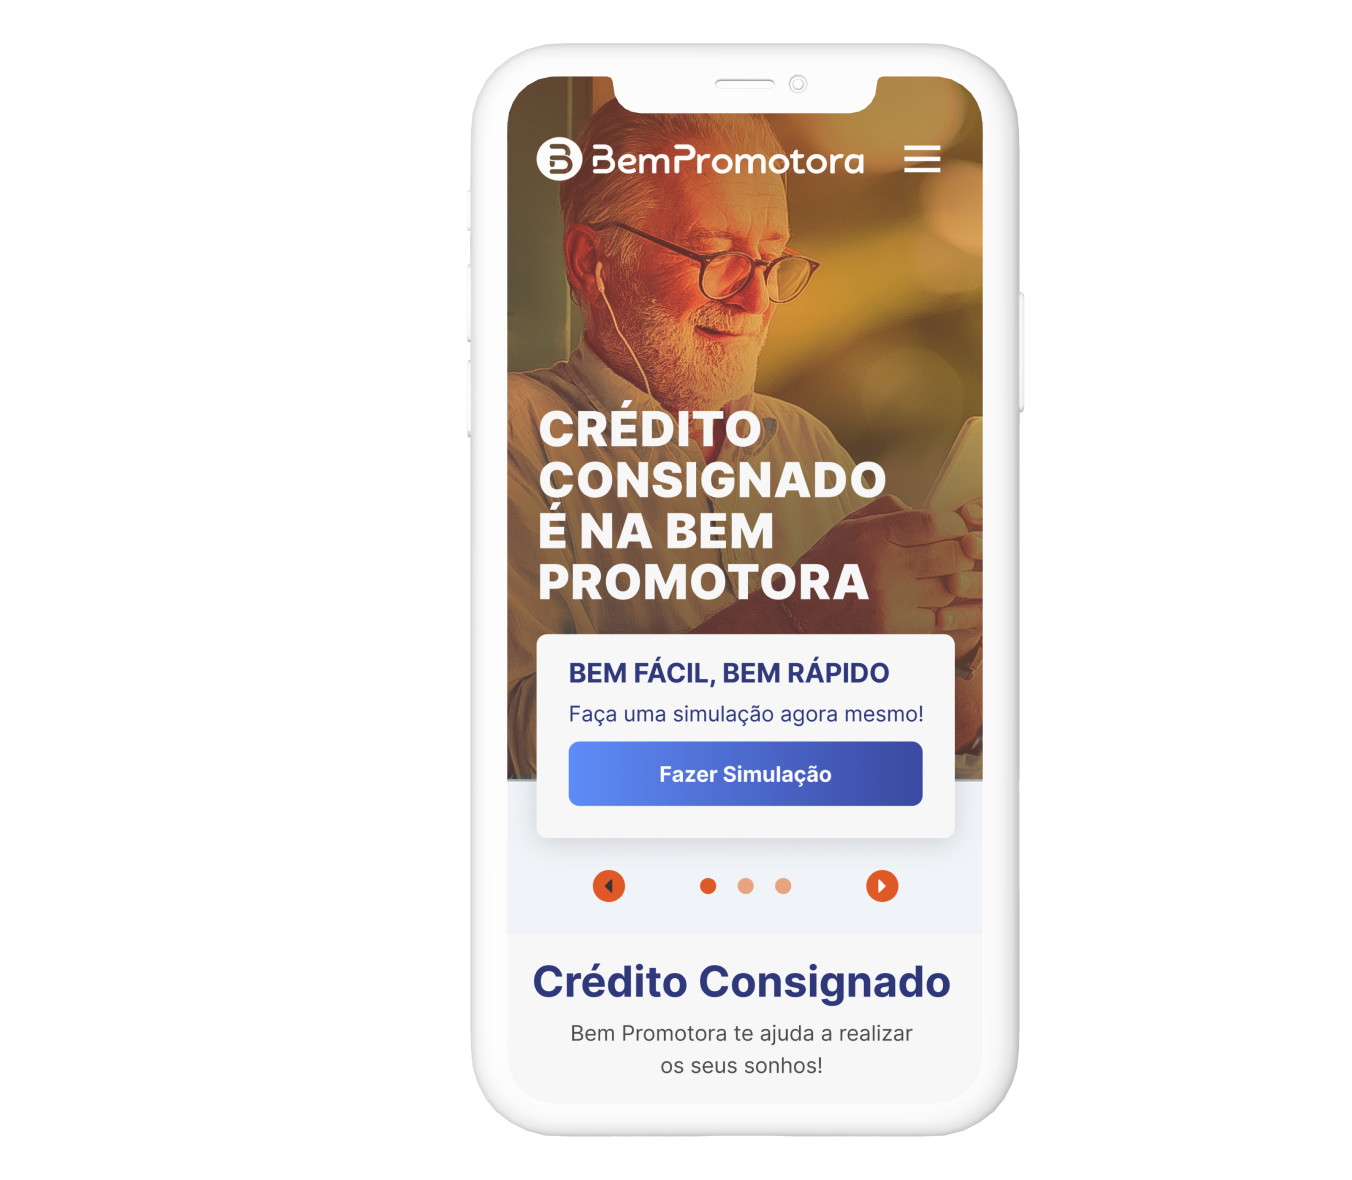 BemPromotora
CRÉDITO
CONSIGNADO
É NA BEM
PROMOTORA
BEM FÁCIL, BEM RÁPIDO
Faça uma simulação agora mesmo!
Fazer Simulação
Crédito Consignado
Bem Promotora te ajuda a realizar
os seus sonhos!